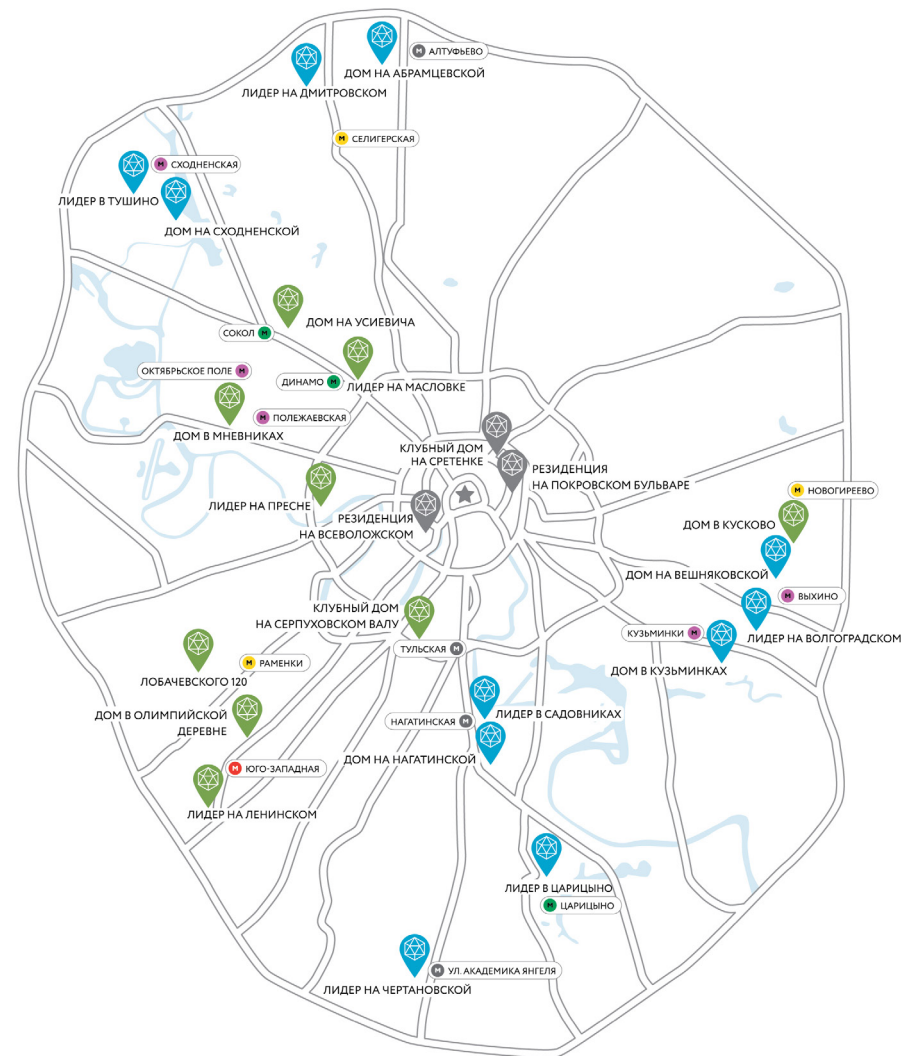 М АЛТУФЬЕВО
ДОМ НА АБРАМЦЕВСКОЙ
ЛИДЕР НА ДМИТРОВСКОМ
М СЕЛИГЕРСКАЯ
М СХОДНЕНСКАЯ
ЛИДЕР В ТУШИНО
ДОМ НА СХОДНЕНСКОЙ
ДОМ НА УСИЕВИЧА
СОКОЛ М
ОКТЯБРЬСКОЕ ПОЛЕ М
ДИНАМО М
ЛИДЕР НА МАСЛОВКЕ
М ПОЛЕЖАЕВСКАЯ
ДОМ В МНЕВНИКАХ
КЛУБНЫЙ ДОМ
НА СРЕТЕНКЕ
РЕЗИДЕНЦИЯ
НА ПОКРОВСКОМ БУЛЬВАРЕ
М НОВОГИРЕЕВО
ЛИДЕР НА ПРЕСНЕ
РЕЗИДЕНЦИЯ
НА ВСЕВОЛОЖСКОМ
ДОМ В КУСКОВО
ДОМ НА ВЕШНЯКОВСКОЙ
М ВЫХИНО
КЛУБНЫЙ ДОМ
НА СЕРПУХОВСКОМ ВАЛУ
КУЗЬМИНКИ М
ЛИДЕР НА ВОЛГОГРАДСКОМ
ТУЛЬСКАЯ М
М РАМЕНКИ
ДОМ В КУЗЬМИНКАХ
ЛОБАЧЕВСКОГО 120
ДОМ В ОЛИМПИЙСКОЙ
ДЕРЕВНЕ
ЛИДЕР В САДОВНИКАХ
НАГАТИНСКАЯ М
ДОМ НА НАГАТИНСКОЙ
М ЮГО-ЗАПАДНАЯ
ЛИДЕР НА ЛЕНИНСКОМ
ЛИДЕР В ЦАРИЦЫНО
М ЦАРИЦЫНО
М УЛ. АКАДЕМИКА ЯНГЕЛЯ
ЛИДЕР НА ЧЕРТАНОВСКОЙ